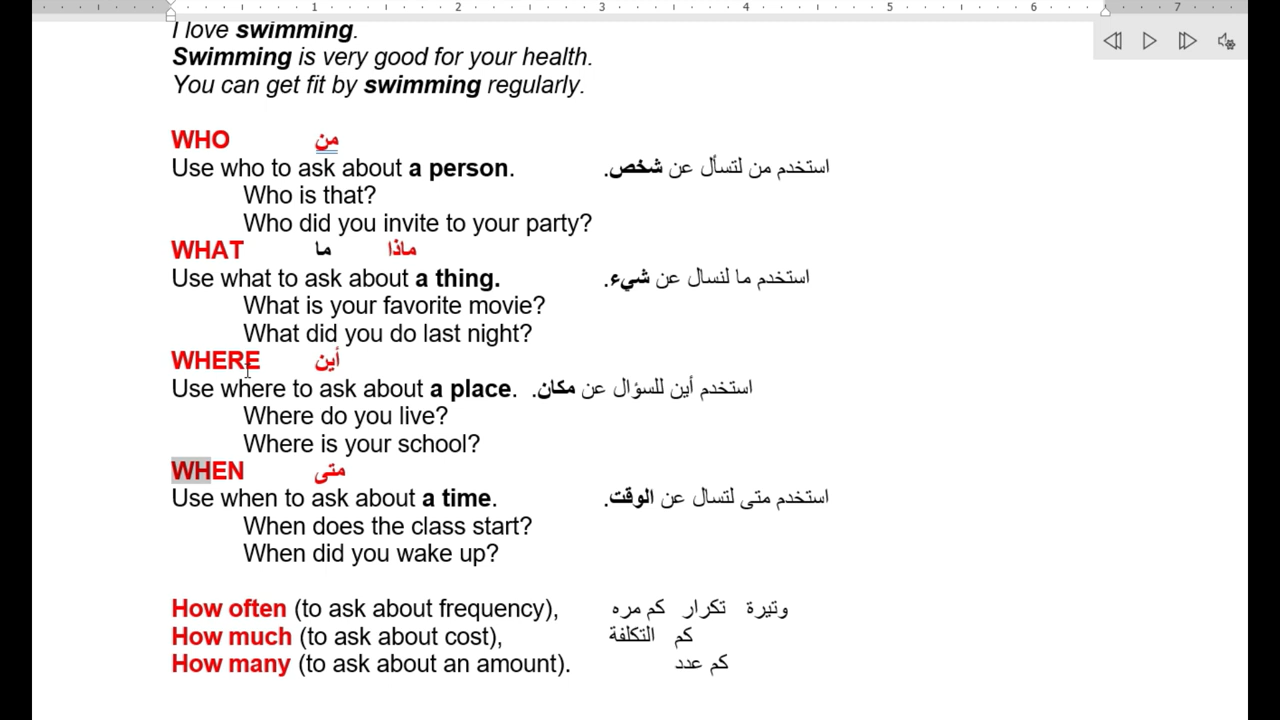 1 2 3 4 5 6 7
I love swimming.
Swimming is very good for your health.
You can get fit by swimming regularly.
WHO من
Use who to ask about a person. استخدم من لتسأل عن شخص.
Who is that?
Who did you invite to your party?
WHAT ما ماذا
Use what to ask about a thing. استخدم ما لنسال عن شيء.
What is your favorite movie?
What did you do last night?
WHERE أين
Use where to ask about a place. استخدم أين للسؤال عن مكان.
Where do you live?
Where is your school?
WHEN متى
Use when to ask about a time. استخدم متى لتسال عن الوقت.
When does the class start?
When did you wake up?
How often (to ask about frequency), وتيرة تكرار كم مره
How much (to ask about cost), كم التكلفة
How many (to ask about an amount). كم عدد